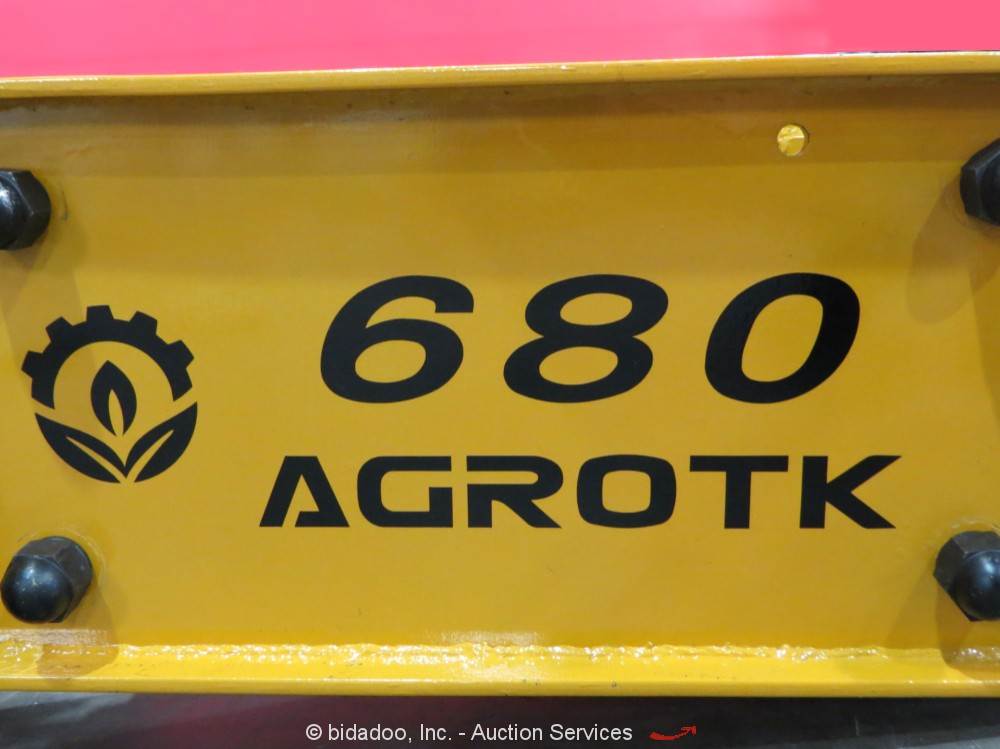 680
AGROTK
© bidadoo, Inc. - Auction Services